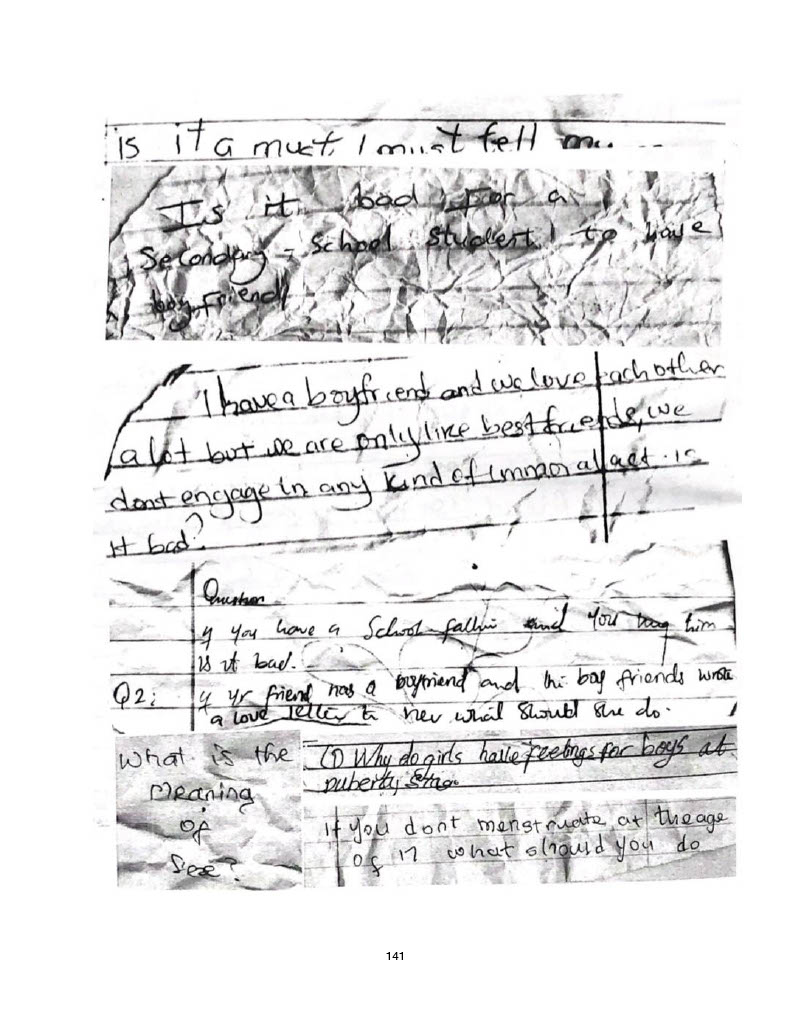 is it a must I must tell
Is it bad For a
Secondary - School Student to have
boyfriend
I have a boyfriend and we love each other
a lot but we are only like best friends, we
dont engage in any kind of immoral act. is
it bad?
Question
if you have a School and You hug him
is it bad.
Q2: if yr friend has a boyfriend and the boy friends wrote
a love letter to her what should she do.
What is the
Meaning
of
Sex?
(1) Why do girls have feelings for boys at
puberty stage
If you dont menstruate at the age
of 17 what should you do
141